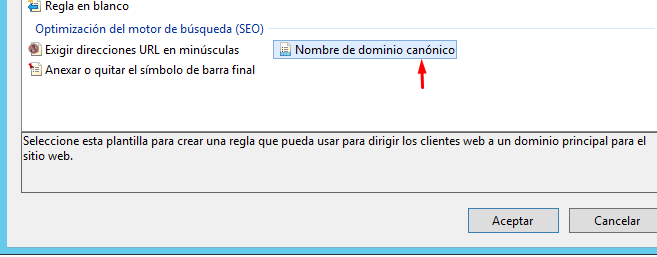 Regla en blanco
Optimización del motor de búsqueda (SEO)
Exigir direcciones URL en minúsculas
Nombre de dominio canónico
Anexar o quitar el símbolo de barra final
Seleccione esta plantilla para crear una regla que pueda usar para dirigir los clientes web a un dominio principal para el
sitio web.
Aceptar
Cancelar